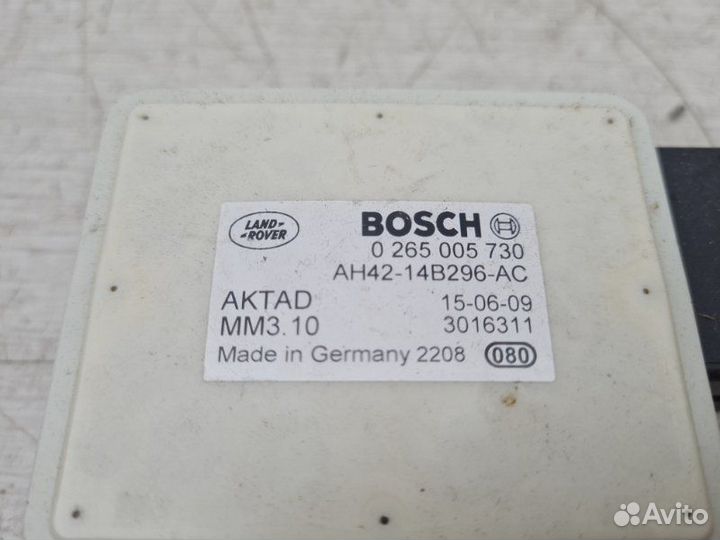 LAND-
-ROVER
BOSCH
0 265 005 730
AH42-14B296-AC
AKTAD 15-06-09
MM3.10 3016311
Made in Germany 2208 080
Avito